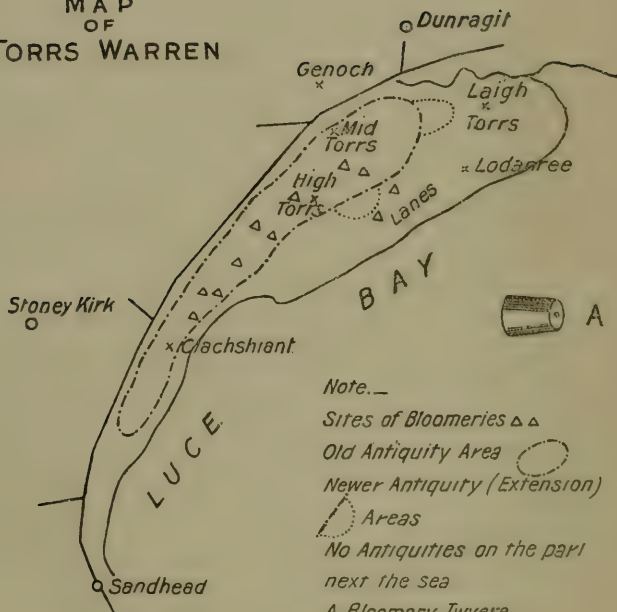 MAP
OF
TORRS WARREN
Dunragit
Genoch
Laigh
Torrs
Mid
Torrs
Lodanree
High
Torrs
Lanes
BAY
Stoney Kirk
A
Clachshiant
LUCE
Note._
Sites of Bloomeries
Old Antiquity Area
Newer Antiquity (Extension)
Areas
No Antiquities on the part
next the sea
Sandhead
A Bloomery Tuyere